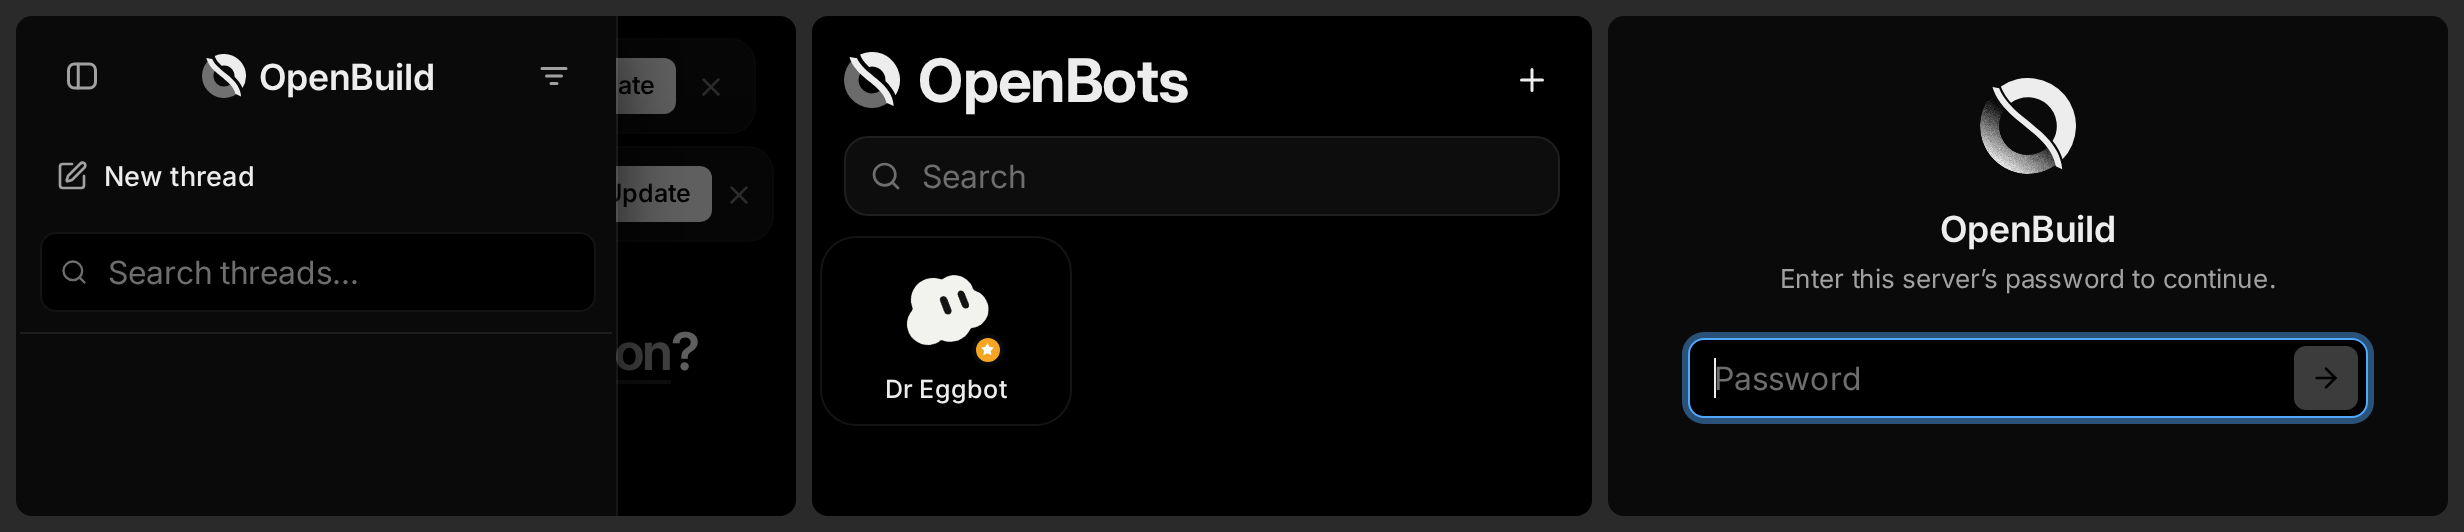 OpenBuild
New thread
Search threads...
ate
Update
on?
OpenBots
Search
Dr Eggbot
OpenBuild
Enter this server's password to continue.
Password